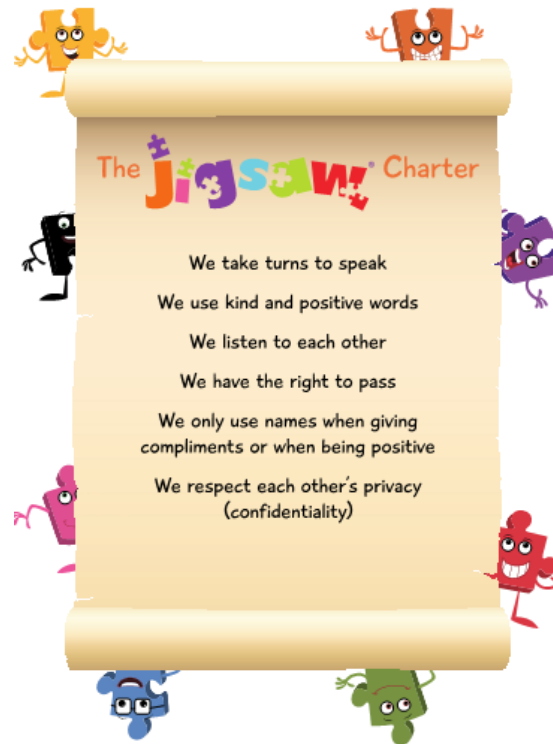 The Jigsaw® Charter
We take turns to speak
We use kind and positive words
We listen to each other
We have the right to pass
We only use names when giving
compliments or when being positive
We respect each other's privacy
(confidentiality)